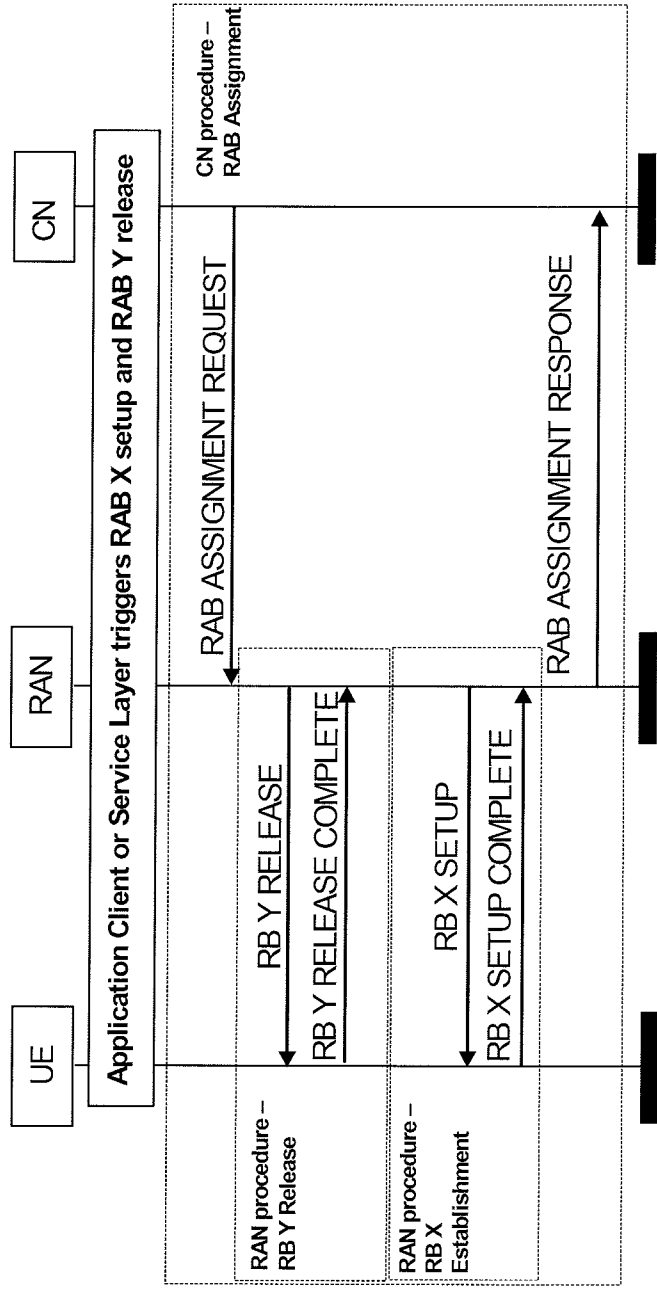 UE
RAN
CN
Application Client or Service Layer triggers RAB X setup and RAB Y release
CN procedure –
RAB Assignment
RAB ASSIGNMENT REQUEST
RAN procedure –
RB Y Release
RB Y RELEASE
RB Y RELEASE COMPLETE
RAN procedure –
RB X
Establishment
RB X SETUP
RB X SETUP COMPLETE
RAB ASSIGNMENT RESPONSE